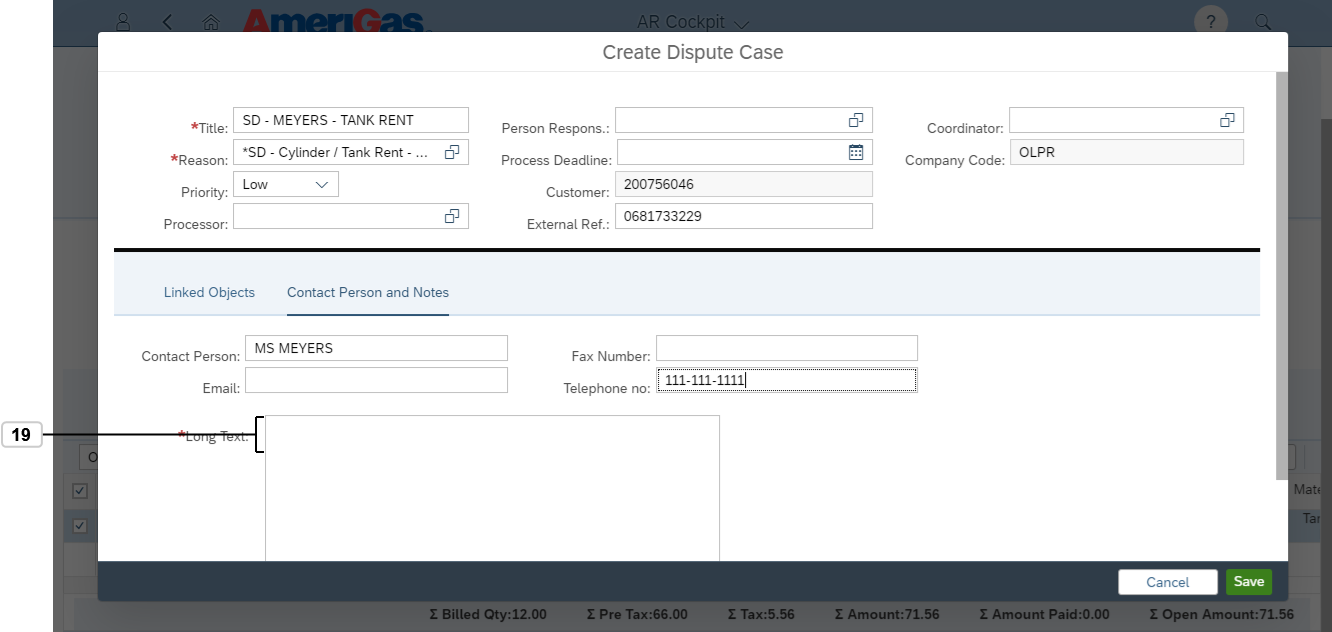 AmeriGas
AR Cockpit
?
Create Dispute Case
*Title: SD - MEYERS - TANK RENT
Person Respons.:
Coordinator:
*Reason: *SD - Cylinder / Tank Rent - ...
Process Deadline:
Company Code: OLPR
Priority: Low
Customer: 200756046
Processor:
External Ref.: 0681733229
Linked Objects
Contact Person and Notes
Contact Person: MS MEYERS
Fax Number:
Email:
Telephone no: 111-111-1111
19
*Long Text:
Cancel
Save
Σ Billed Qty:12.00
Σ Pre Tax:66.00
Σ Tax:5.56
Σ Amount:71.56
Σ Amount Paid:0.00
Σ Open Amount:71.56